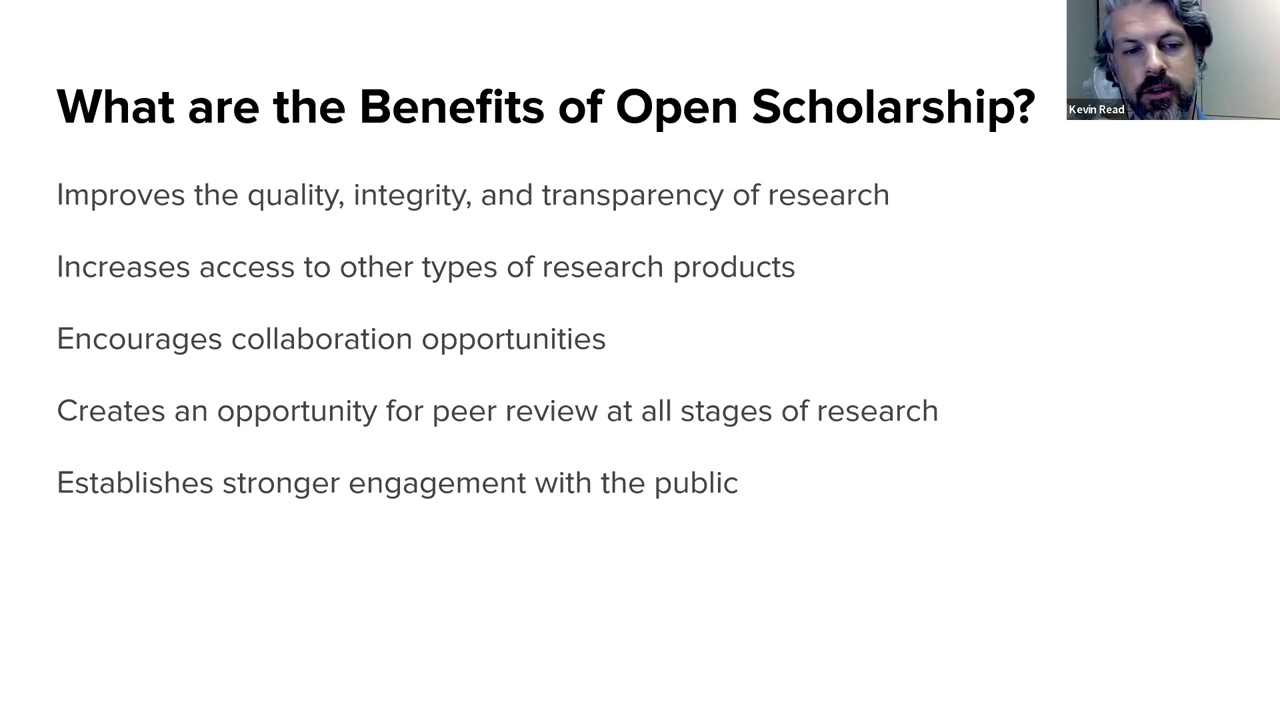 What are the Benefits of Open Scholarship?
Kevin Read
Improves the quality, integrity, and transparency of research
Increases access to other types of research products
Encourages collaboration opportunities
Creates an opportunity for peer review at all stages of research
Establishes stronger engagement with the public